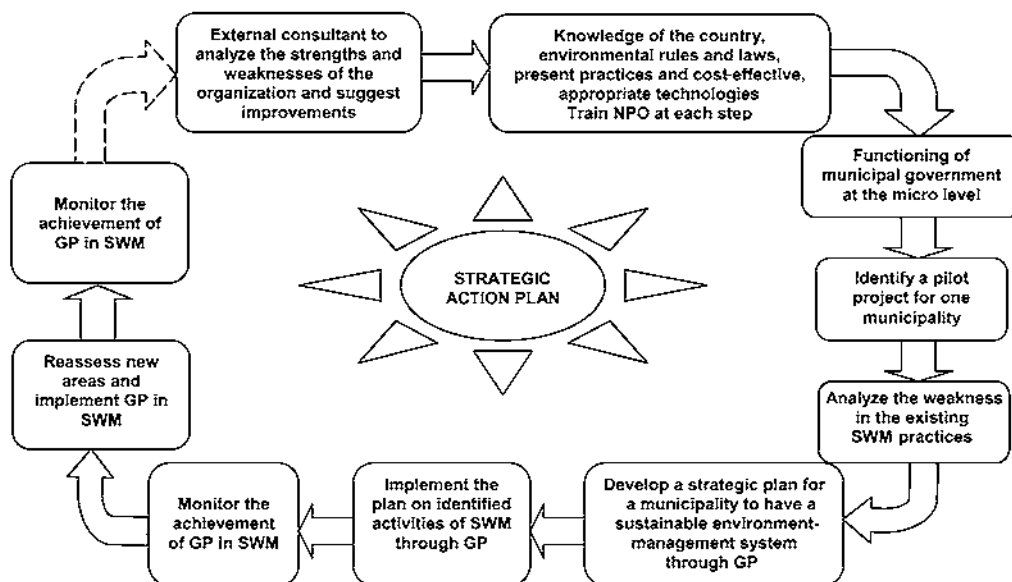 External consultant to
analyze the strengths and
weaknesses of the
organization and suggest
improvements
Knowledge of the country,
environmental rules and laws,
present practices and cost-effective,
appropriate technologies
Train NPO at each step
Functioning of
municipal government
at the micro level
Identify a pilot
project for one
municipality
Analyze the weakness
in the existing
SWM practices
Develop a strategic plan for
a municipality to have a
sustainable environment-
management system
through GP
Implement the
plan on identified
activities of SWM
through GP
Monitor the
achievement
of GP in SWM
Reassess new
areas and
implement GP in
SWM
Monitor the
achievement of
GP in SWM
STRATEGIC
ACTION PLAN